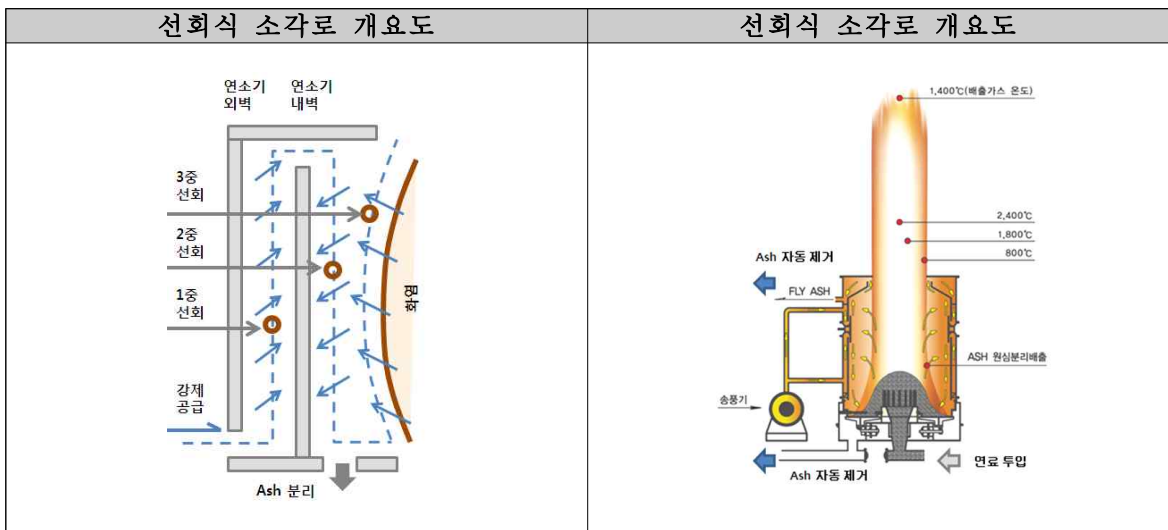 선회식 소각로 개요도
선회식 소각로 개요도
연소기
외벽
연소기
내벽
3중
선회
2중
선회
1중
선회
강제
공급
화염
Ash 분리
1,400℃(배출가스 온도)
2,400℃
1,800℃
800℃
Ash 자동 제거
FLY ASH
ASH 원심분리배출
송풍기
연료 투입
Ash 자동 제거